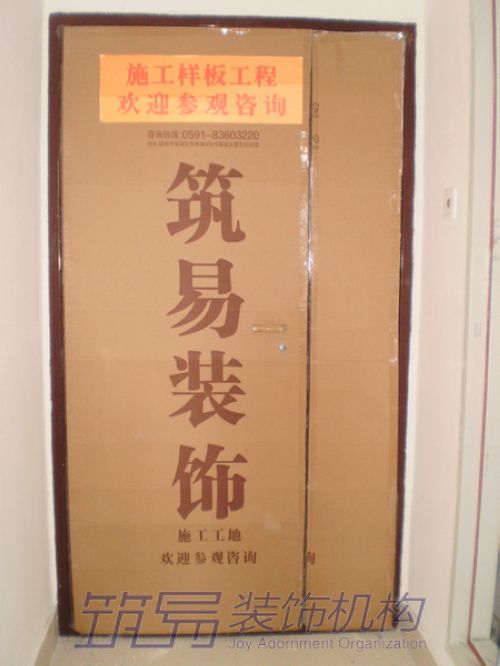 施工样板工程
欢迎参观咨询
咨询热线:0591-83603220
筑易装饰
施工工地
欢迎参观咨询
询
筑易装饰机构
Joy Adornment Organization